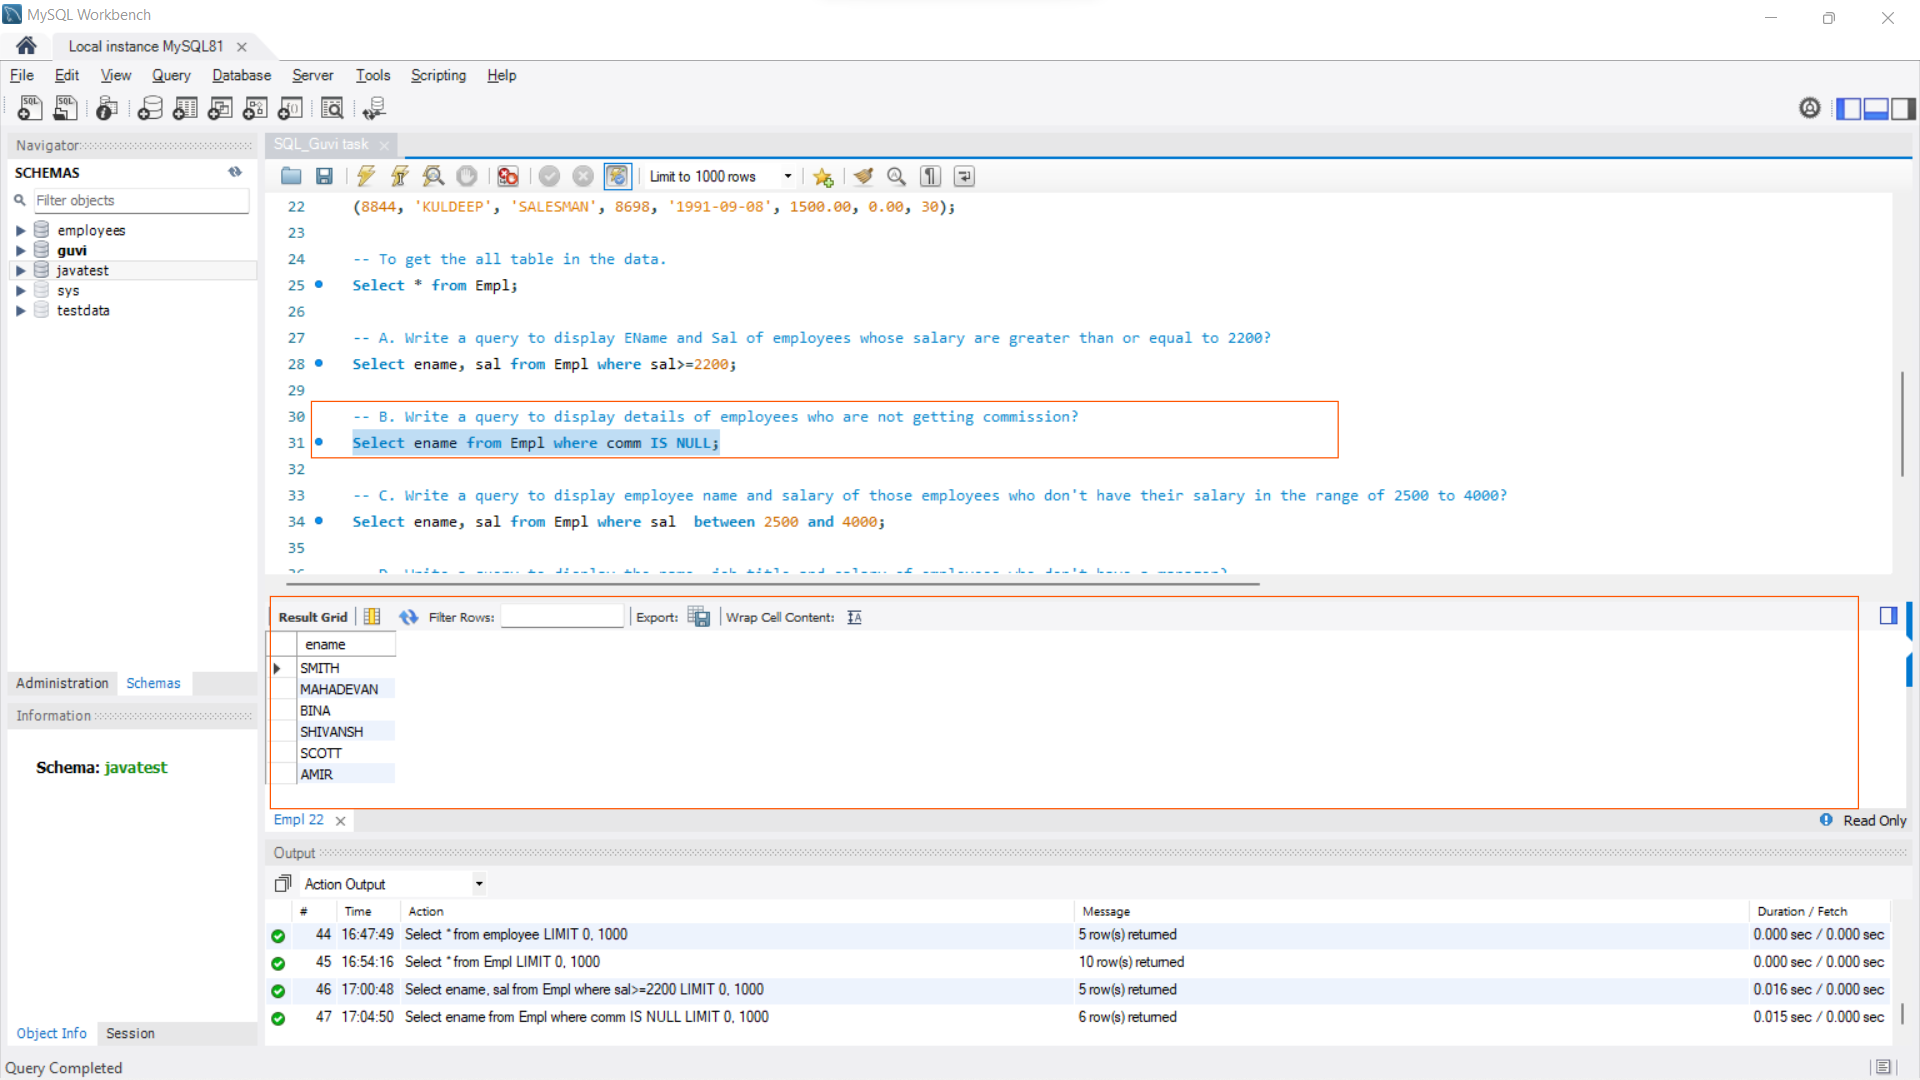 MySQL Workbench
Local instance MySQL81
File Edit View Query Database Server Tools Scripting Help
Navigator
SCHEMAS
Filter objects
employees
guvi
javatest
sys
testdata
Administration Schemas
Information
Schema: javatest
Object Info Session
SQL_Guvi task
Limit to 1000 rows
22 (8844, 'KULDEEP', 'SALESMAN', 8698, '1991-09-08', 1500.00, 0.00, 30);
23
24 -- To get the all table in the data.
25 Select * from Empl;
26
27 -- A. Write a query to display EName and Sal of employees whose salary are greater than or equal to 2200?
28 Select ename, sal from Empl where sal>=2200;
29
30 -- B. Write a query to display details of employees who are not getting commission?
31 Select ename from Empl where comm IS NULL;
32
33 -- C. Write a query to display employee name and salary of those employees who don't have their salary in the range of 2500 to 4000?
34 Select ename, sal from Empl where sal  between 2500 and 4000;
35
Result Grid Filter Rows: Export: Wrap Cell Content:
ename
SMITH
MAHADEVAN
BINA
SHIVANSH
SCOTT
AMIR
Empl 22
Read Only
Output
Action Output
# Time Action Message Duration / Fetch
44 16:47:49 Select * from employee LIMIT 0, 1000 5 row(s) returned 0.000 sec / 0.000 sec
45 16:54:16 Select * from Empl LIMIT 0, 1000 10 row(s) returned 0.000 sec / 0.000 sec
46 17:00:48 Select ename, sal from Empl where sal>=2200 LIMIT 0, 1000 5 row(s) returned 0.016 sec / 0.000 sec
47 17:04:50 Select ename from Empl where comm IS NULL LIMIT 0, 1000 6 row(s) returned 0.015 sec / 0.000 sec
Query Completed